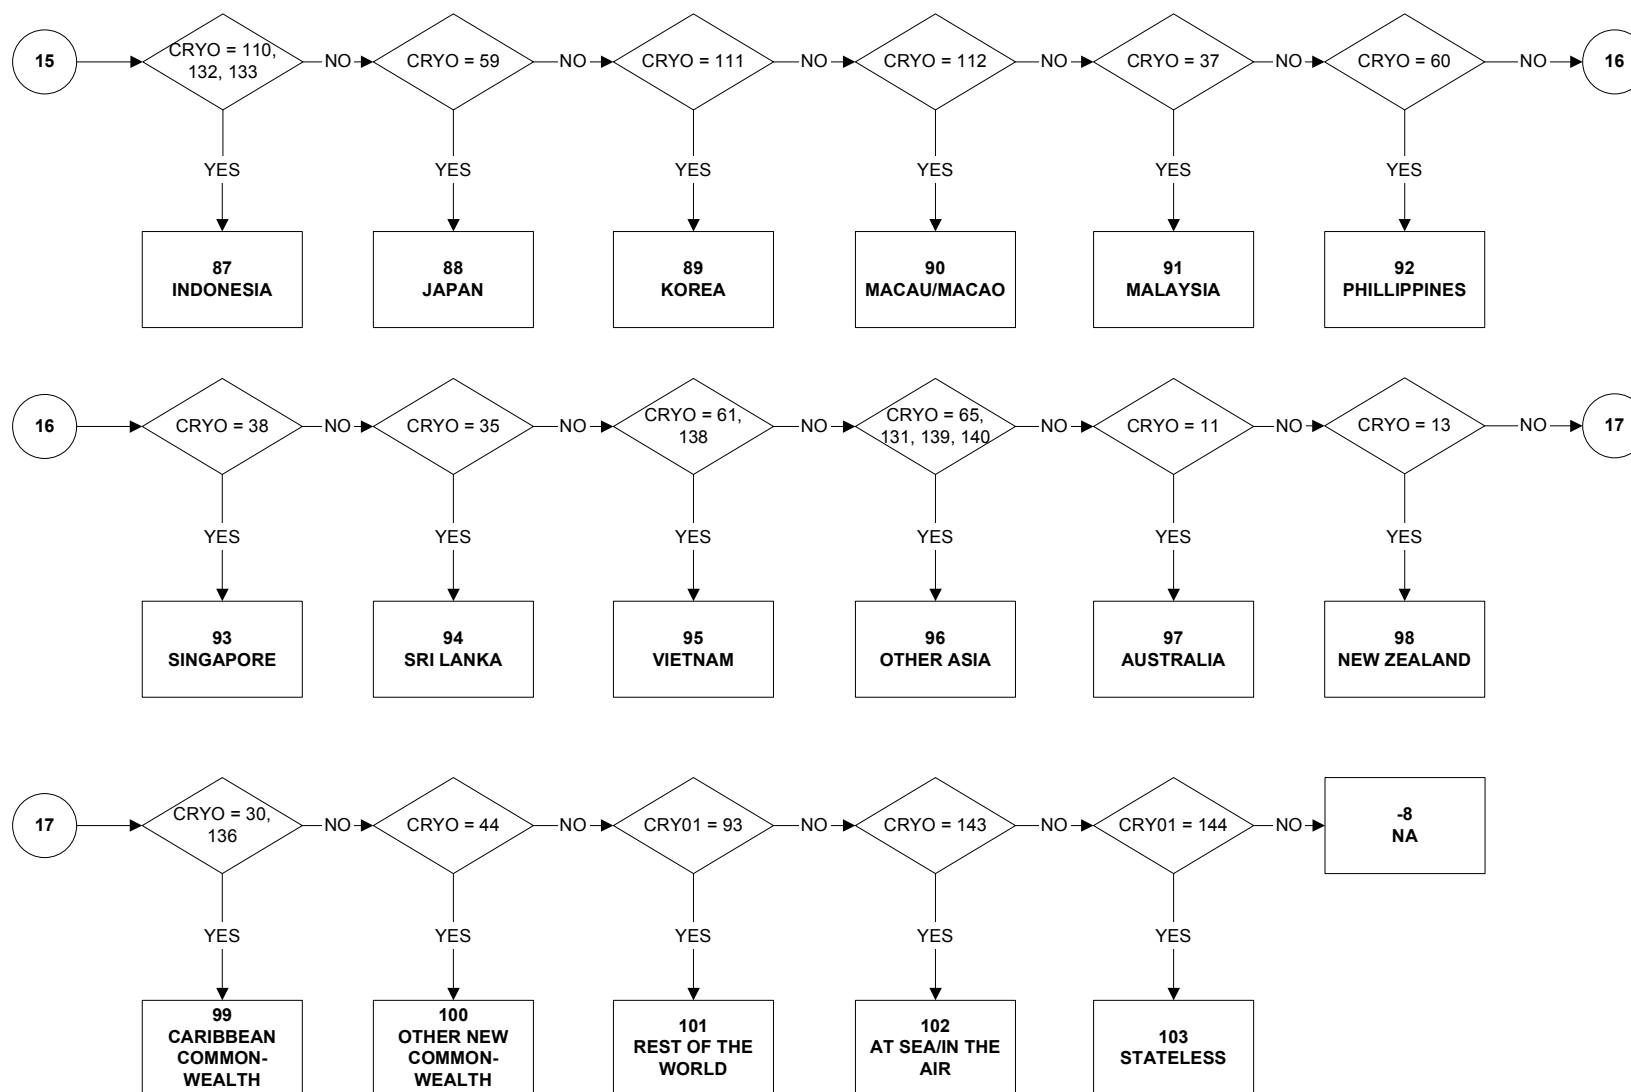 15
CRYO = 110,
132, 133
NO
CRYO = 59
NO
CRYO = 111
NO
CRYO = 112
NO
CRYO = 37
NO
CRYO = 60
NO
16
YES
YES
YES
YES
YES
YES
87
INDONESIA
88
JAPAN
89
KOREA
90
MACAU/MACAO
91
MALAYSIA
92
PHILLIPPINES
16
CRYO = 38
NO
CRYO = 35
NO
CRYO = 61,
138
NO
CRYO = 65,
131, 139, 140
NO
CRYO = 11
NO
CRYO = 13
NO
17
YES
YES
YES
YES
YES
YES
93
SINGAPORE
94
SRI LANKA
95
VIETNAM
96
OTHER ASIA
97
AUSTRALIA
98
NEW ZEALAND
17
CRYO = 30,
136
NO
CRYO = 44
NO
CRY01 = 93
NO
CRYO = 143
NO
CRY01 = 144
NO
-8
NA
YES
YES
YES
YES
YES
99
CARIBBEAN
COMMON-
WEALTH
100
OTHER NEW
COMMON-
WEALTH
101
REST OF THE
WORLD
102
AT SEA/IN THE
AIR
103
STATELESS